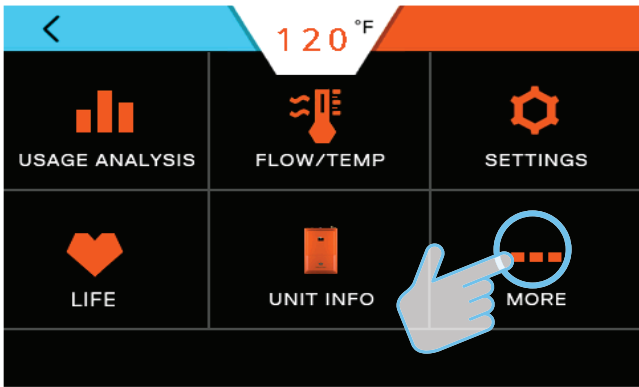 120°F
USAGE ANALYSIS
FLOW/TEMP
SETTINGS
LIFE
UNIT INFO
MORE